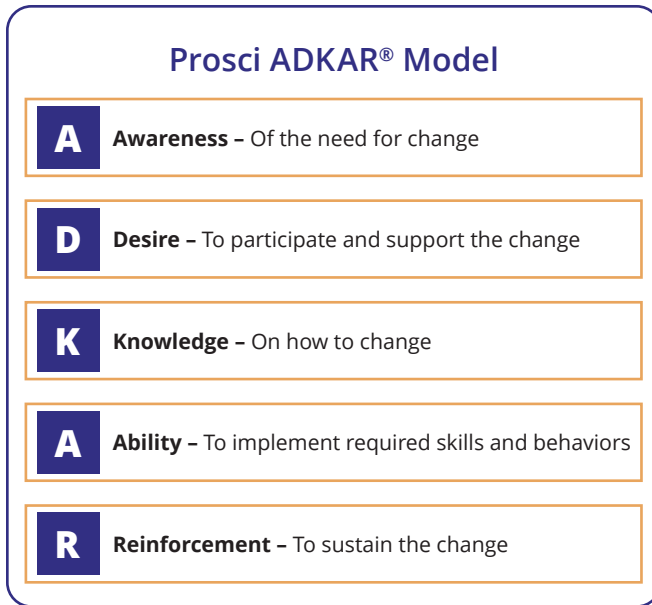 Prosci ADKAR® Model
A Awareness – Of the need for change
D Desire – To participate and support the change
K Knowledge – On how to change
A Ability – To implement required skills and behaviors
R Reinforcement – To sustain the change